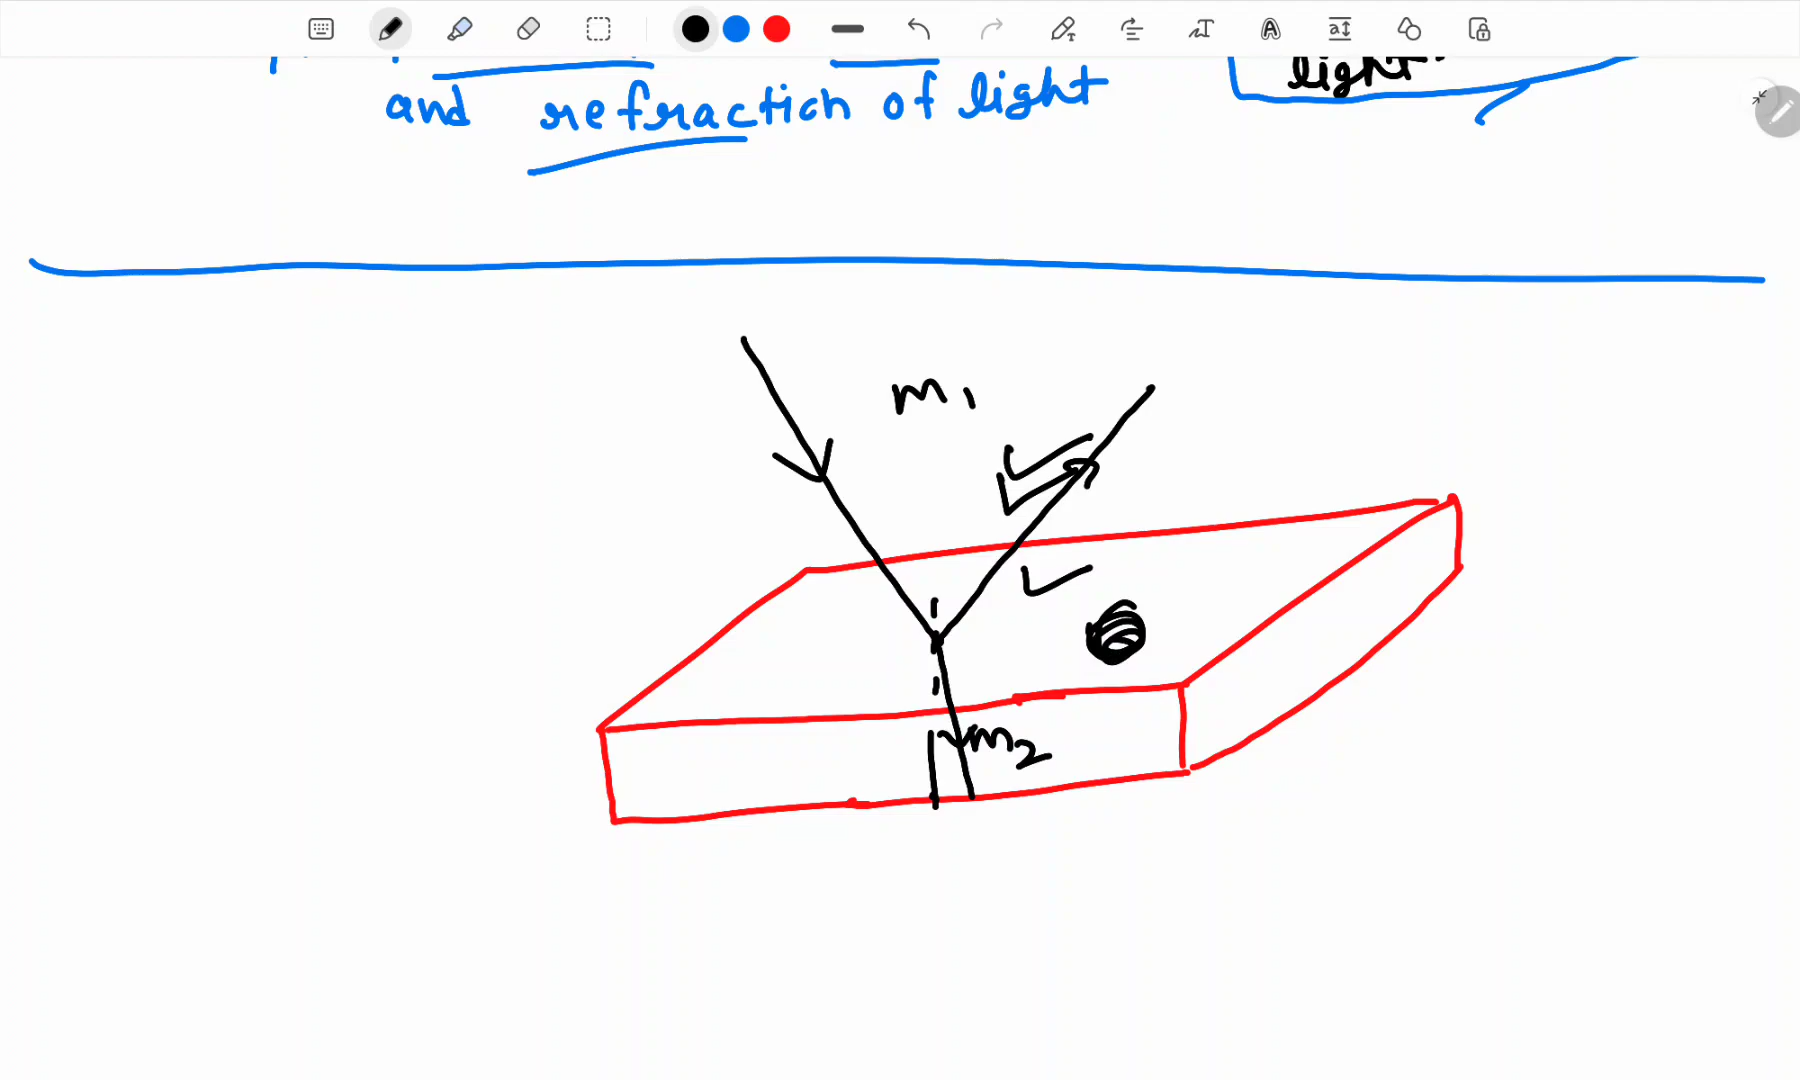 light
and refraction of light
m1
m2